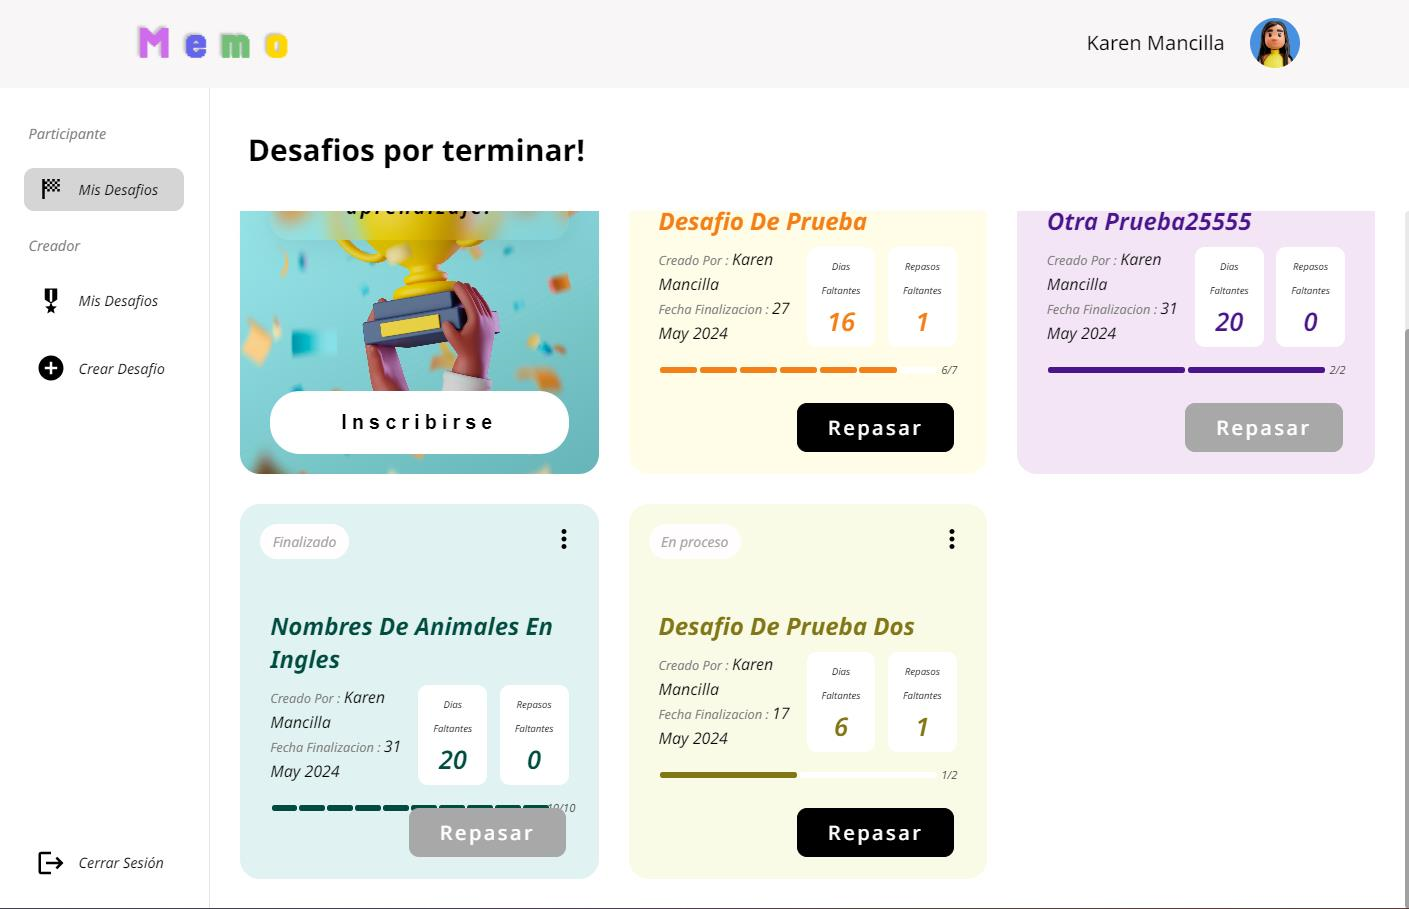 Memo
Karen Mancilla
Participante
Mis Desafios
Creador
Mis Desafios
Crear Desafio
Cerrar Sesión
Desafios por terminar!
aprendizaje!
Inscribirse
Desafio De Prueba
Creado Por : Karen
Mancilla
Fecha Finalizacion : 27
May 2024
Dias
Faltantes
16
Repasos
Faltantes
1
6/7
Repasar
Otra Prueba25555
Creado Por : Karen
Mancilla
Fecha Finalizacion : 31
May 2024
Dias
Faltantes
20
Repasos
Faltantes
0
2/2
Repasar
Finalizado
Nombres De Animales En
Ingles
Creado Por : Karen
Mancilla
Fecha Finalizacion : 31
May 2024
Dias
Faltantes
20
Repasos
Faltantes
0
10/10
Repasar
En proceso
Desafio De Prueba Dos
Creado Por : Karen
Mancilla
Fecha Finalizacion : 17
May 2024
Dias
Faltantes
6
Repasos
Faltantes
1
1/2
Repasar